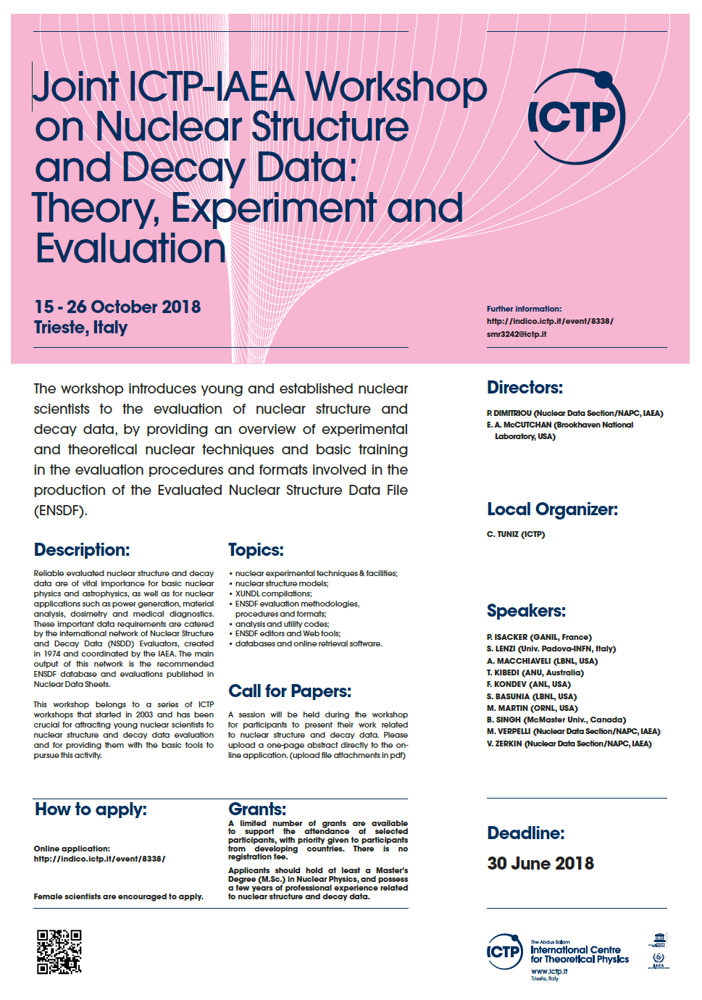 Joint ICTP-IAEA Workshop
on Nuclear Structure
and Decay Data:
Theory, Experiment and
Evaluation
ICTP
15 - 26 October 2018
Trieste, Italy
Further information:
http://indico.ictp.it/event/8338/
smr3242@ictp.it
The workshop introduces young and established nuclear
scientists to the evaluation of nuclear structure and
decay data, by providing an overview of experimental
and theoretical nuclear techniques and basic training
in the evaluation procedures and formats involved in the
production of the Evaluated Nuclear Structure Data File
(ENSDF).
Description:
Reliable evaluated nuclear structure and decay
data are of vital importance for basic nuclear
physics and astrophysics, as well as for nuclear
applications such as power generation, material
analysis, dosimetry and medical diagnostics.
These important data requirements are catered
by the international network of Nuclear Structure
and Decay Data (NSDD) Evaluators, created
in 1974 and coordinated by the IAEA. The main
output of this network is the recommended
ENSDF database and evaluations published in
Nuclear Data Sheets.
This workshop belongs to a series of ICTP
workshops that started in 2003 and has been
crucial for attracting young nuclear scientists to
nuclear structure and decay data evaluation
and for providing them with the basic tools to
pursue this activity.
Topics:
• nuclear experimental techniques & facilities;
• nuclear structure models;
• XUNDL compilations;
• ENSDF evaluation methodologies,
procedures and formats;
• analysis and utility codes;
• ENSDF editors and Web tools;
• databases and online retrieval software.
Call for Papers:
A session will be held during the workshop
for participants to present their work related
to nuclear structure and decay data. Please
upload a one-page abstract directly to the on-
line application. (upload file attachments in pdf)
Directors:
P. DIMITRIOU (Nuclear Data Section/NAPC, IAEA)
E. A. McCUTCHAN (Brookhaven National
Laboratory, USA)
Local Organizer:
C. TUNIZ (ICTP)
Speakers:
P. ISACKER (GANIL, France)
S. LENZI (Univ. Padova-INFN, Italy)
A. MACCHIAVELI (LBNL, USA)
T. KIBEDI (ANU, Australia)
F. KONDEV (ANL, USA)
S. BASUNIA (LBNL, USA)
M. MARTIN (ORNL, USA)
B. SINGH (McMaster Univ., Canada)
M. VERPELLI (Nuclear Data Section/NAPC, IAEA)
V. ZERKIN (Nuclear Data Section/NAPC, IAEA)
How to apply:
Online application:
http://indico.ictp.it/event/8338/
Female scientists are encouraged to apply.
Grants:
A limited number of grants are available
to support the attendance of selected
participants, with priority given to participants
from developing countries. There is no
registration fee.
Applicants should hold at least a Master's
Degree (M.Sc.) in Nuclear Physics, and possess
a few years of professional experience related
to nuclear structure and decay data.
Deadline:
30 June 2018
ICTP
The Abdus Salam
International Centre
for Theoretical Physics
www.ictp.it
Trieste, Italy
IAEA